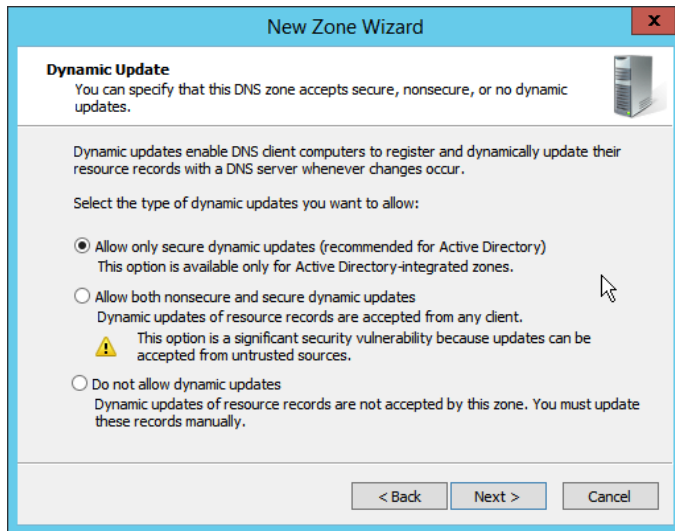 New Zone Wizard
x
Dynamic Update
You can specify that this DNS zone accepts secure, nonsecure, or no dynamic
updates.
Dynamic updates enable DNS client computers to register and dynamically update their
resource records with a DNS server whenever changes occur.
Select the type of dynamic updates you want to allow:
Allow only secure dynamic updates (recommended for Active Directory)
This option is available only for Active Directory-integrated zones.
Allow both nonsecure and secure dynamic updates
Dynamic updates of resource records are accepted from any client.
This option is a significant security vulnerability because updates can be
accepted from untrusted sources.
Do not allow dynamic updates
Dynamic updates of resource records are not accepted by this zone. You must update
these records manually.
< Back Next > Cancel